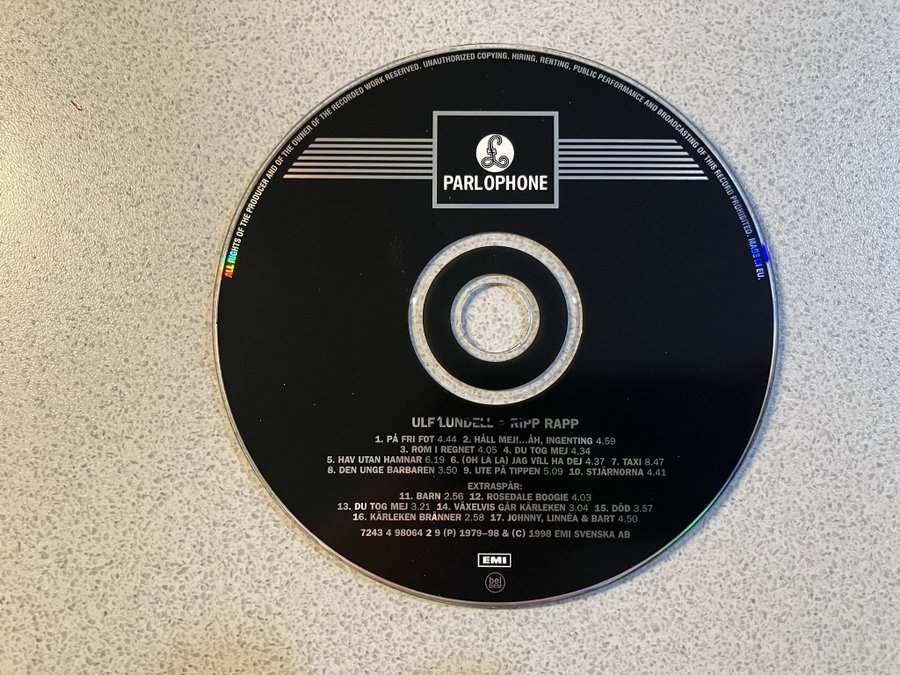 ALL RIGHTS OF THE PRODUCER AND OF THE OWNER OF THE RECORDED WORK RESERVED. UNAUTHORIZED COPYING, HIRING, RENTING, PUBLIC PERFORMANCE AND BROADCASTING OF THIS RECORD PROHIBITED. MADE IN EU.
£
PARLOPHONE
ULF LUNDELL - RIPP RAPP
1. PÅ FRI FOT 4.44 2. HÅLL MEJ!...ÅH, INGENTING 4.59
3. ROM I REGNET 4.05 4. DU TOG MEJ 4.34
5. HAV UTAN HAMNAR 6.19 6. (OH LA LA) JAG VILL HA DEJ 4.37 7. TAXI 8.47
8. DEN UNGE BARBAREN 3.50 9. UTE PÅ TIPPEN 5.09 10. STJÄRNORNA 4.41
EXTRASPÅR:
11. BARN 2.56 12. ROSEDALE BOOGIE 4.03
13. DU TOG MEJ 3.21 14. VÄXELVIS GÅR KÄRLEKEN 3.04 15. DÖD 3.57
16. KÄRLEKEN BRÄNNER 2.58 17. JOHNNY, LINNÉA & BART 4.50
7243 4 98064 2 9 (P) 1979–98 & (C) 1998 EMI SVENSKA AB
EMI
bel
BIEM